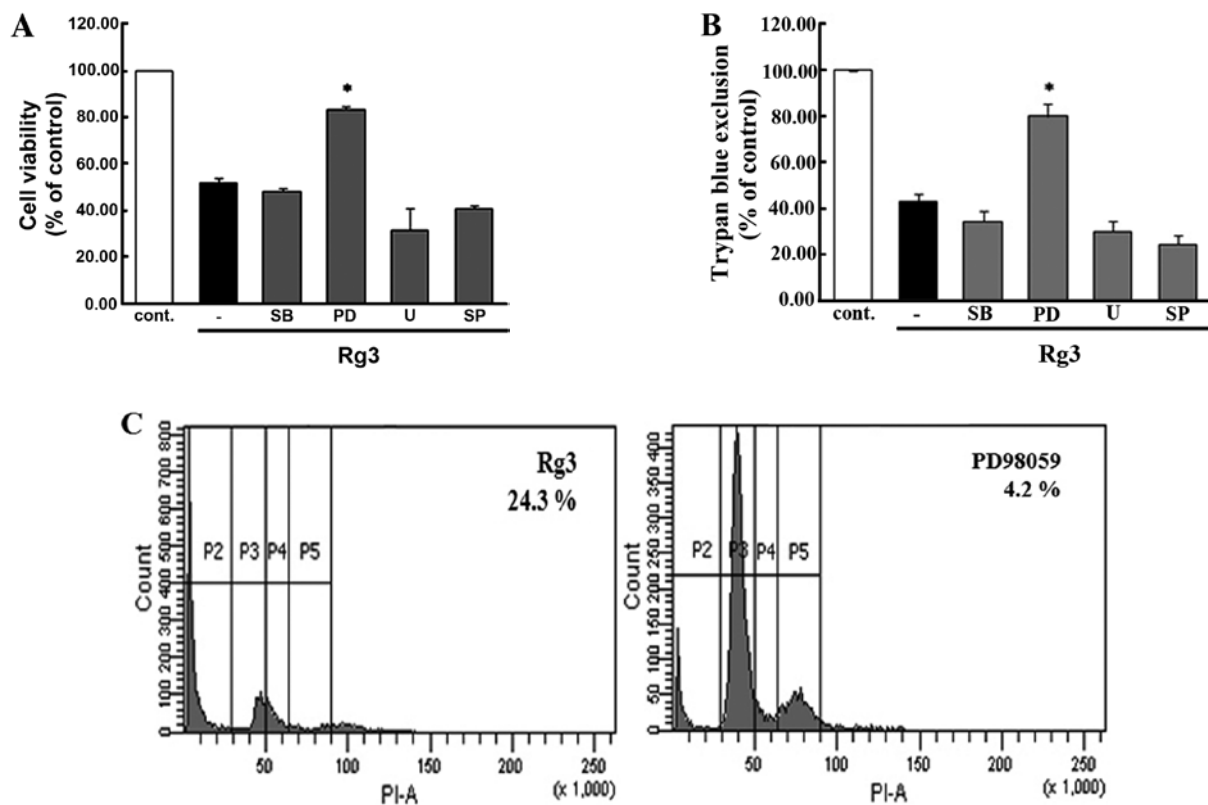 A
Cell viability
(% of control)
120.00
100.00
80.00
60.00
40.00
20.00
0.00
cont.
-
SB
PD
U
SP
Rg3
*
B
Trypan blue exclusion
(% of control)
120.00
100.00
120.00
60.00
40.00
20.00
00.00
cont.
-
SB
PD
U
SP
Rg3
*
C
Count
800
700
600
500
400
300
200
100
0
P2 P3 P4 P5
Rg3
24.3 %
50 100 150 200 250
PI-A
(x 1,000)
Count
400
350
300
250
200
150
100
50
0
P2 P3 P4 P5
PD98059
4.2 %
50 100 150 200 250
PI-A
(x 1,000)